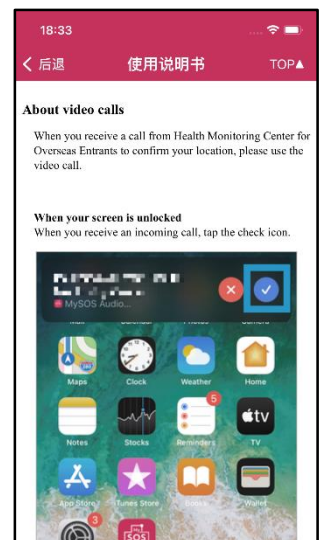 18:33
后退 使用说明书 TOP▲
About video calls
When you receive a call from Health Monitoring Center for
Overseas Entrants to confirm your location, please use the
video call.
When your screen is unlocked
When you receive an incoming call, tap the check icon.
MySOS Audio...
Maps Clock Weather Home
5
tv
Notes Stocks Reminders TV
App Store iTunes Store Books Wallet
3
SOS